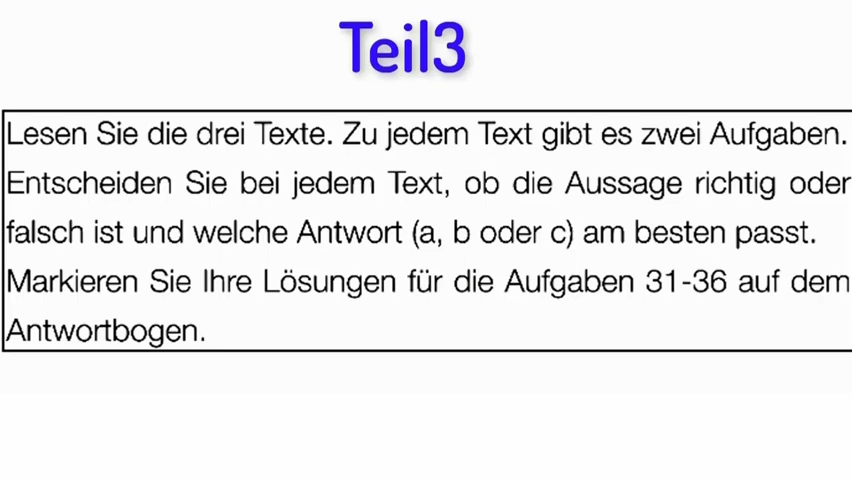 Teil3
Lesen Sie die drei Texte. Zu jedem Text gibt es zwei Aufgaben.
Entscheiden Sie bei jedem Text, ob die Aussage richtig oder
falsch ist und welche Antwort (a, b oder c) am besten passt.
Markieren Sie Ihre Lösungen für die Aufgaben 31-36 auf dem
Antwortbogen.